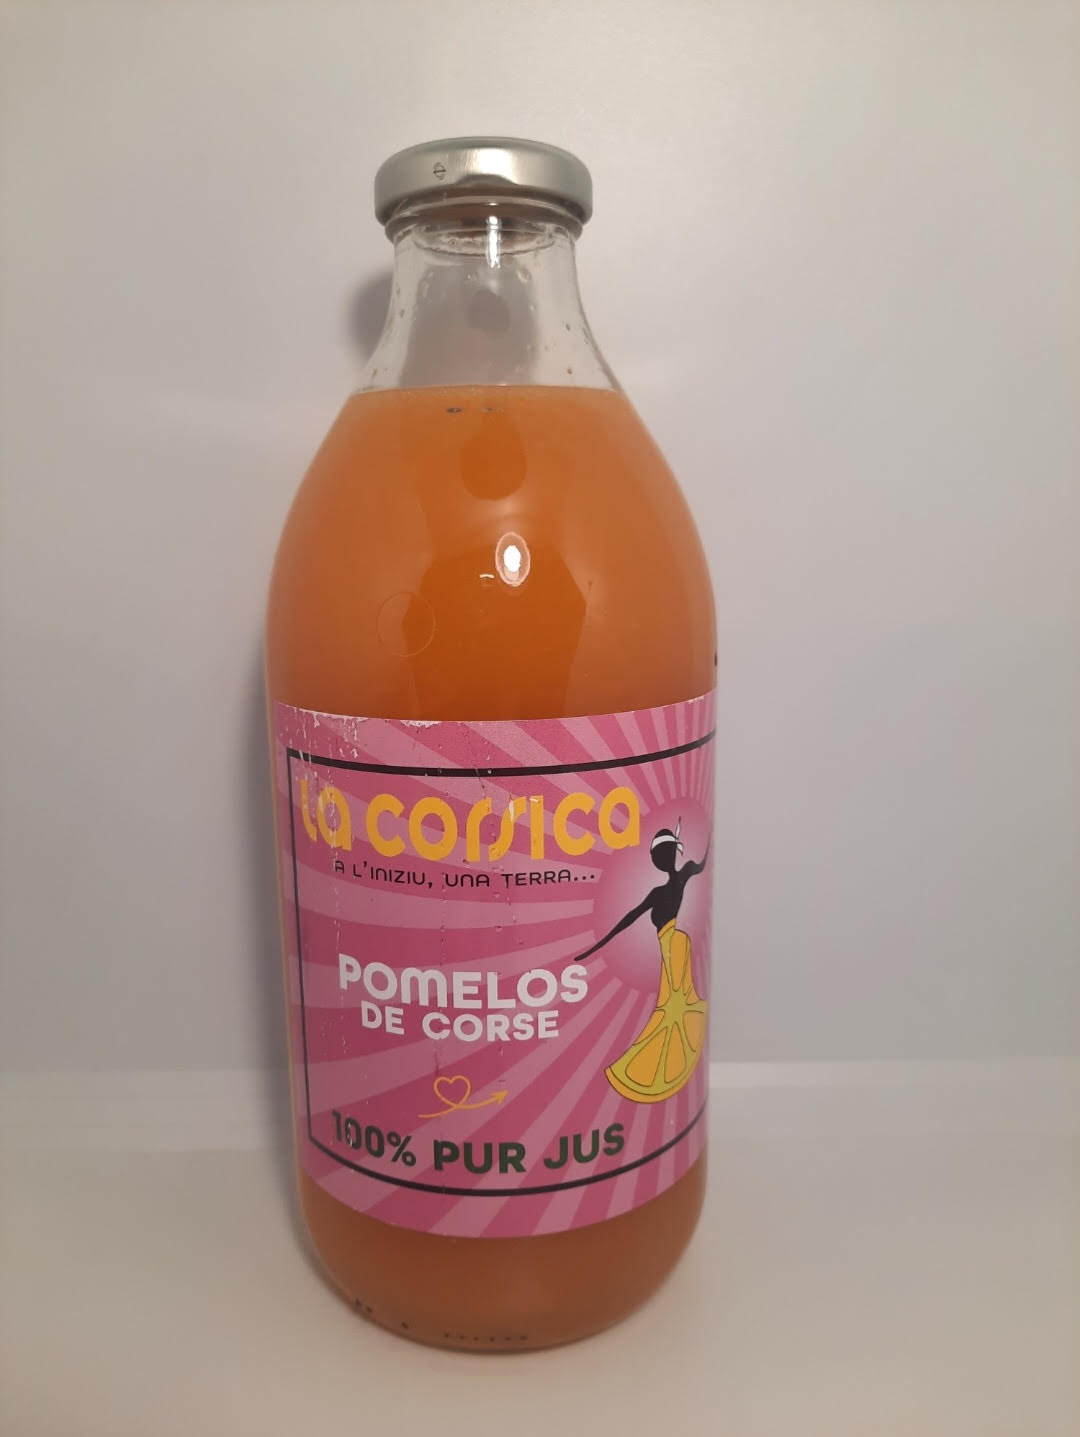 La corsica
A L'INIZIU, UNA TERRA...
POMELOS
DE CORSE
100% PUR JUS